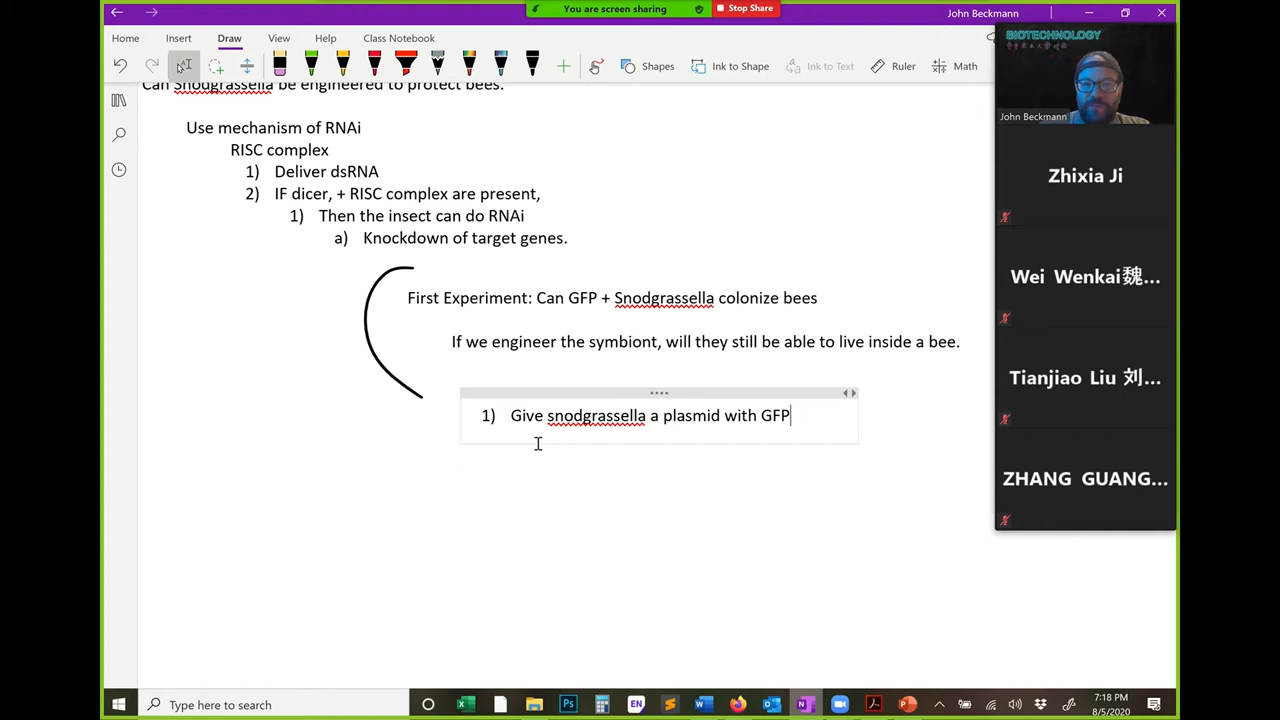 You are screen sharing
Stop Share
John Beckmann
Home Insert Draw View Help Class Notebook
Shapes Ink to Shape Ink to Text Ruler Math
Can Snodgrassella be engineered to protect bees.
Use mechanism of RNAi
RISC complex
1) Deliver dsRNA
2) IF dicer, + RISC complex are present,
1) Then the insect can do RNAi
a) Knockdown of target genes.
First Experiment: Can GFP + Snodgrassella colonize bees
If we engineer the symbiont, will they still be able to live inside a bee.
1) Give snodgrassella a plasmid with GFP
BIOTECHNOLOGY
John Beckmann
Zhixia Ji
Wei Wenkai魏...
Tianjiao Liu 刘...
ZHANG GUANG...
Type here to search
EN
7:18 PM
8/5/2020